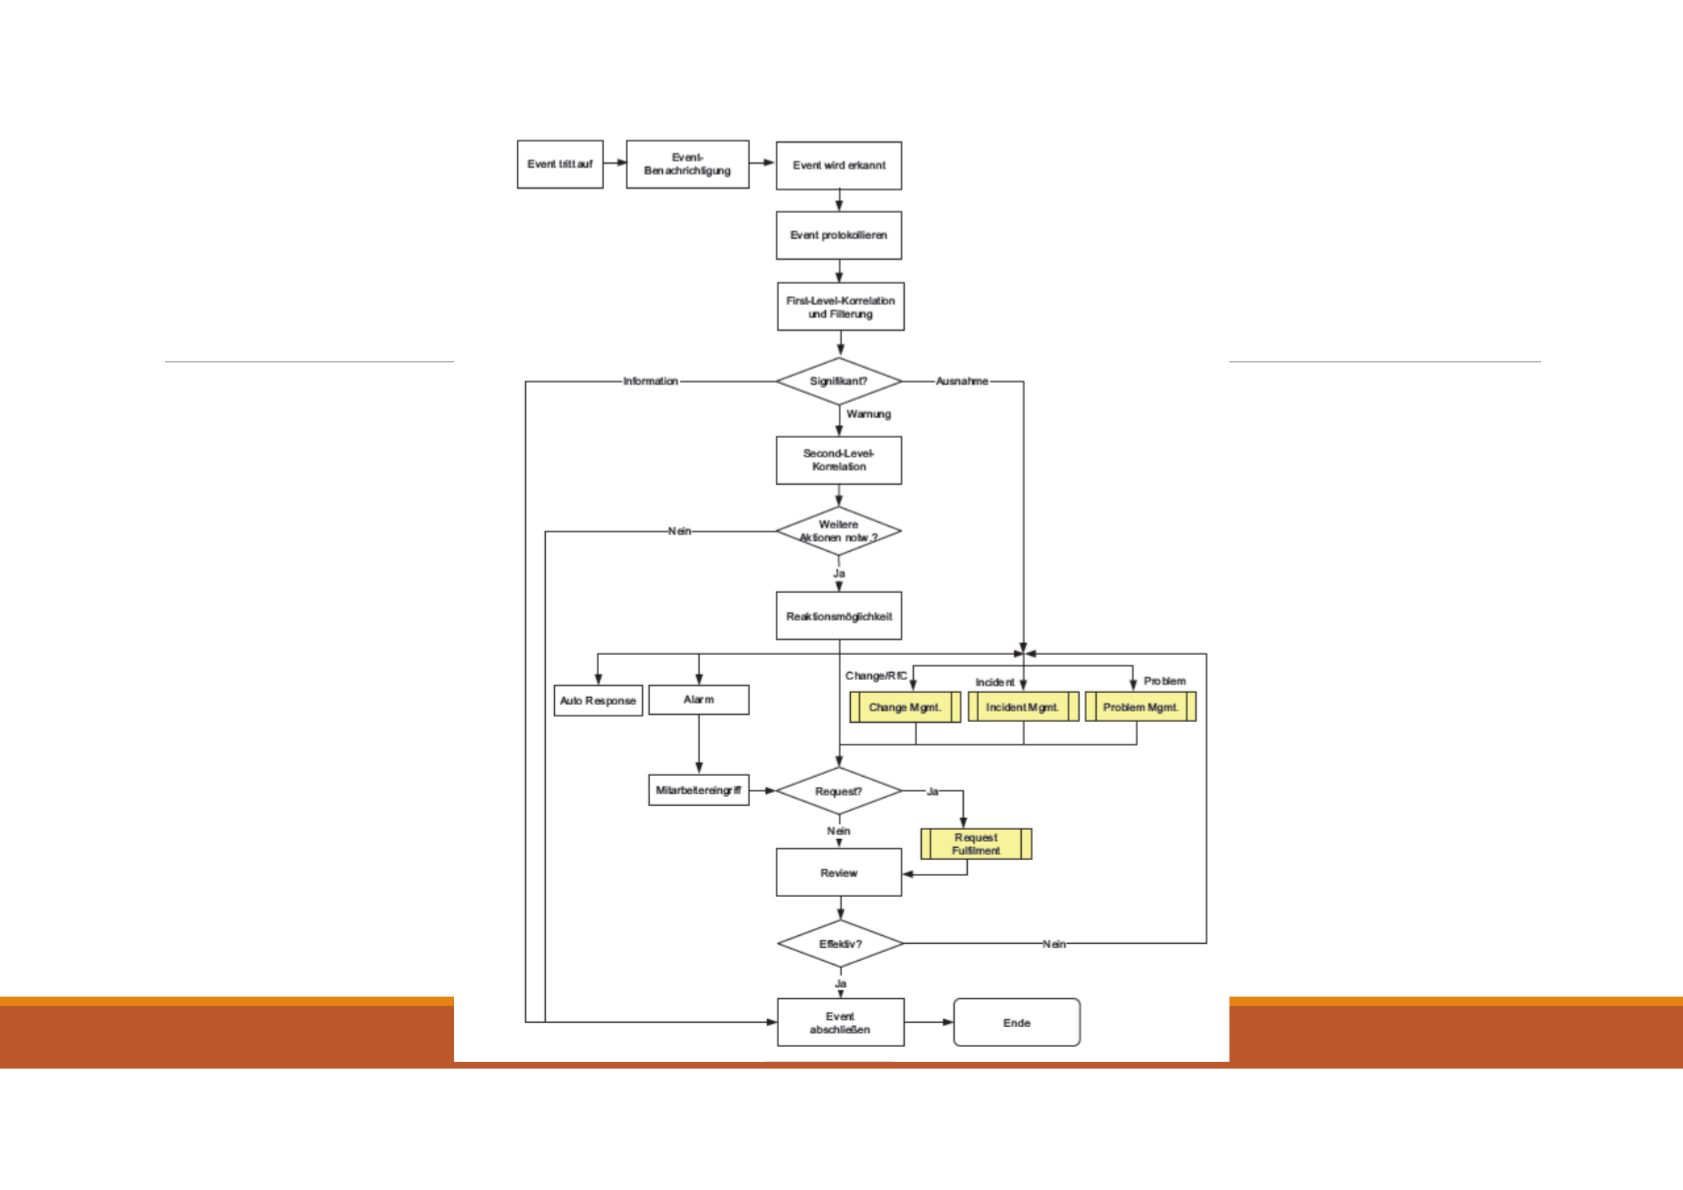 Event tritt auf
Event-
Benachrichtigung
Event wird erkannt
Event protokollieren
First-Level-Korrelation
und Filterung
Information
Signifikant?
Ausnahme
Warnung
Second-Level-
Korrelation
Nein
Weitere
Aktionen notw.?
Ja
Reaktionsmöglichkeit
Change/RfC
Incident
Problem
Auto Response
Alarm
Change Mgmt.
Incident Mgmt.
Problem Mgmt.
Mitarbeitereingriff
Request?
Ja
Nein
Request
Fulfilment
Review
Effektiv?
Nein
Ja
Event
abschließen
Ende